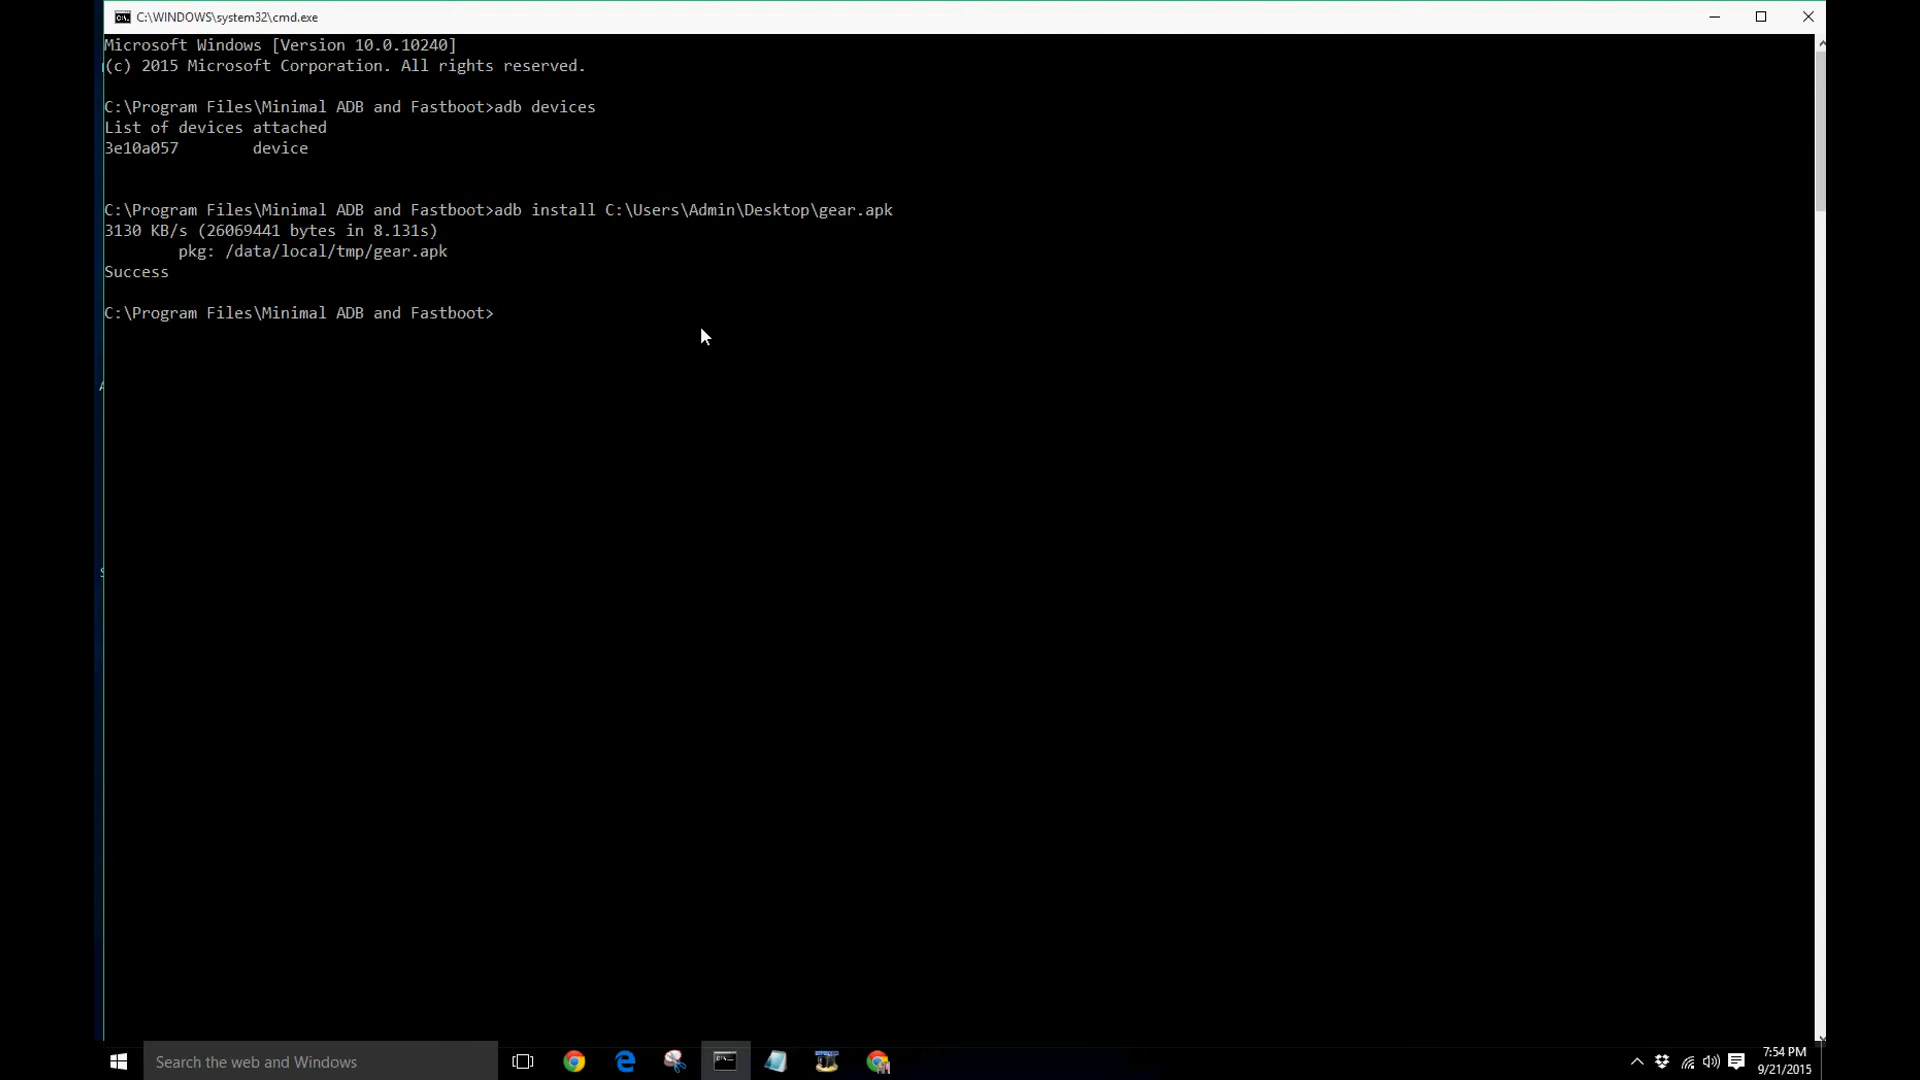 C:\WINDOWS\system32\cmd.exe
Microsoft Windows [Version 10.0.10240]
(c) 2015 Microsoft Corporation. All rights reserved.
C:\Program Files\Minimal ADB and Fastboot>adb devices
List of devices attached
3e10a057        device
C:\Program Files\Minimal ADB and Fastboot>adb install C:\Users\Admin\Desktop\gear.apk
3130 KB/s (26069441 bytes in 8.131s)
        pkg: /data/local/tmp/gear.apk
Success
C:\Program Files\Minimal ADB and Fastboot>
Search the web and Windows
7:54 PM
9/21/2015